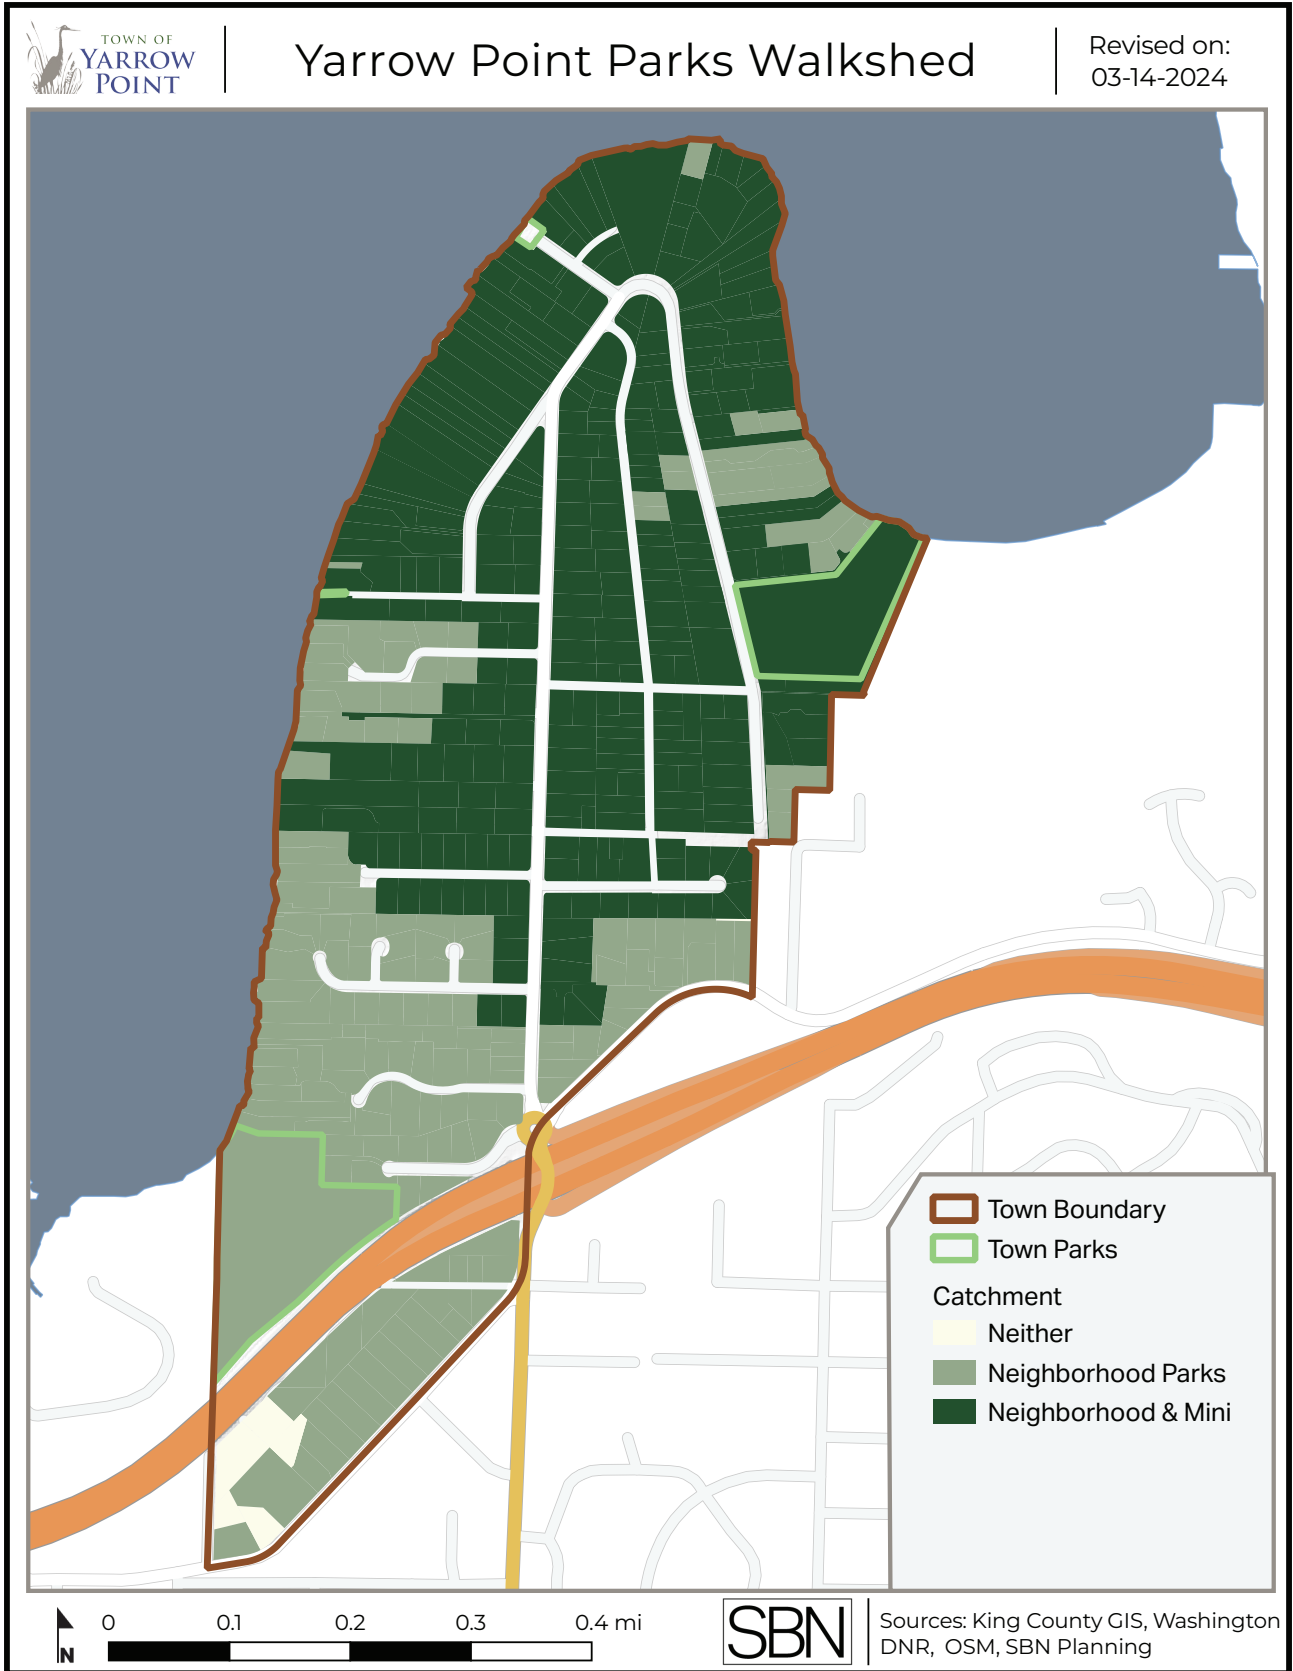 TOWN OF
YARROW
POINT
Yarrow Point Parks Walkshed
Revised on:
03-14-2024
Town Boundary
Town Parks
Catchment
Neither
Neighborhood Parks
Neighborhood & Mini
N
0 0.1 0.2 0.3 0.4 mi
SBN
Sources: King County GIS, Washington
DNR, OSM, SBN Planning